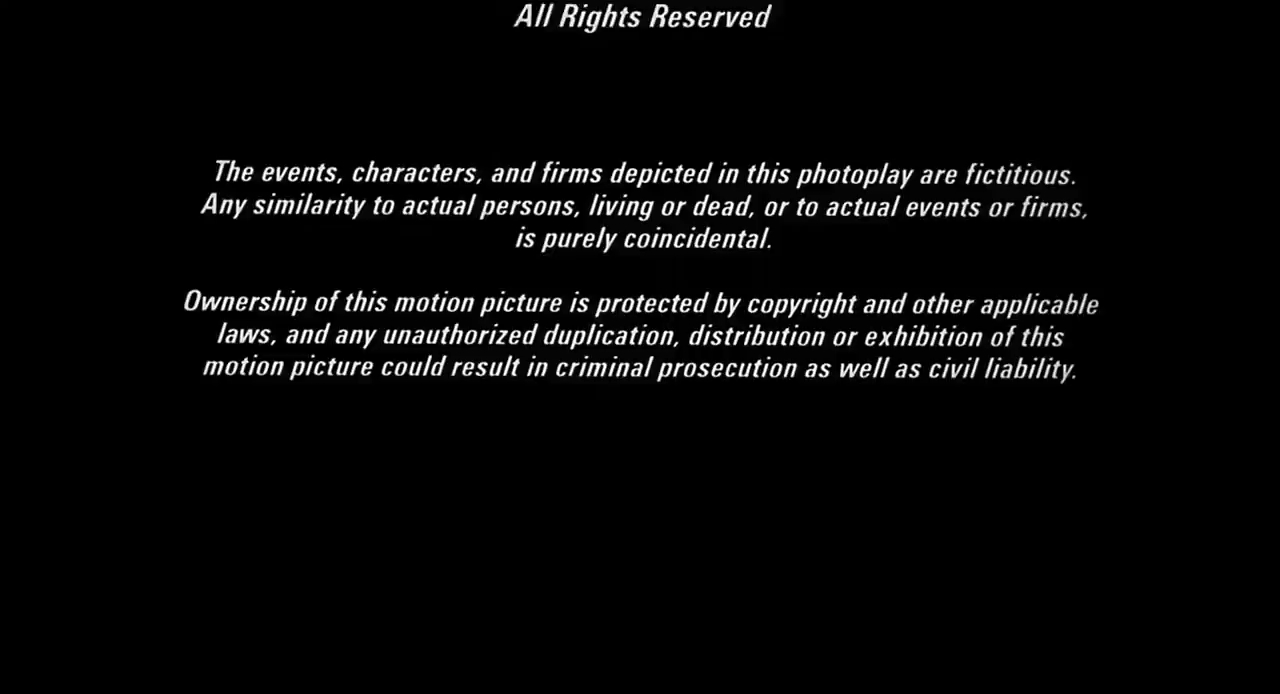 All Rights Reserved
The events, characters, and firms depicted in this photoplay are fictitious.
Any similarity to actual persons, living or dead, or to actual events or firms,
is purely coincidental.
Ownership of this motion picture is protected by copyright and other applicable
laws, and any unauthorized duplication, distribution or exhibition of this
motion picture could result in criminal prosecution as well as civil liability.